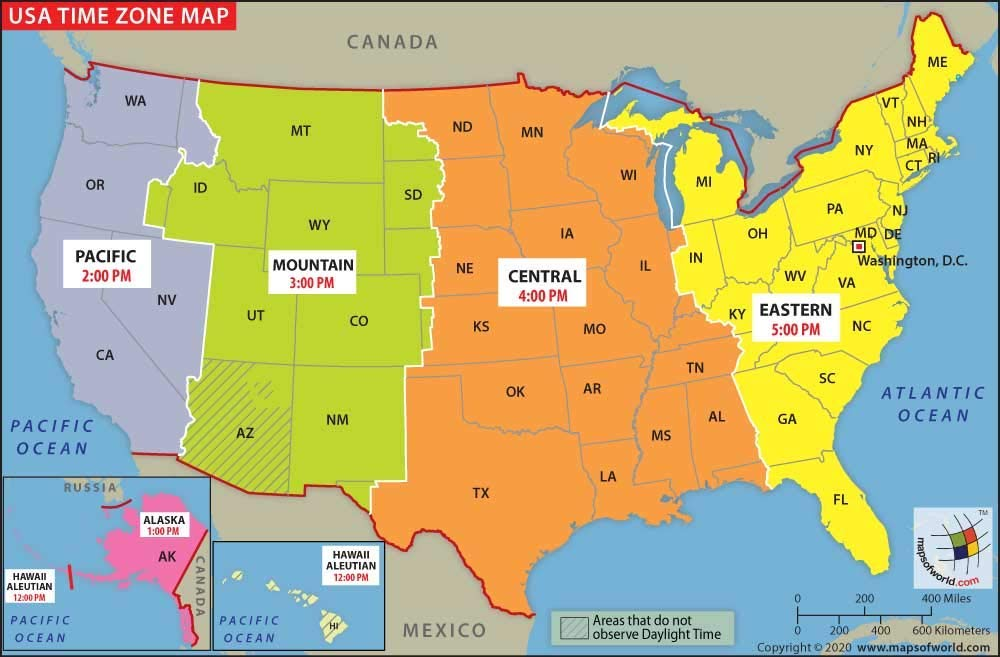 USA TIME ZONE MAP
CANADA
ME
WA
MT
ND
MN
VT
NH
MA
NY
CT
RI
OR
ID
SD
WI
MI
WY
PA
NJ
OH
MD
DE
IA
PACIFIC
2:00 PM
MOUNTAIN
3:00 PM
NE
CENTRAL
4:00 PM
IL
IN
Washington, D.C.
WV
VA
NV
UT
CO
KS
MO
KY
EASTERN
5:00 PM
NC
CA
OK
AR
TN
SC
ATLANTIC
OCEAN
AZ
NM
MS
AL
GA
PACIFIC
OCEAN
TX
LA
FL
RUSSIA
ALASKA
1:00 PM
AK
CANADA
HAWAII
ALEUTIAN
12:00 PM
PACIFIC
OCEAN
HAWAII
ALEUTIAN
12:00 PM
PACIFIC
OCEAN
HI
MEXICO
Areas that do not
observe Daylight Time
TM
mapsofworld.com
0 200 400 Miles
0 200 400 600 Kilometers
Copyright © 2020 www.mapsofworld.com